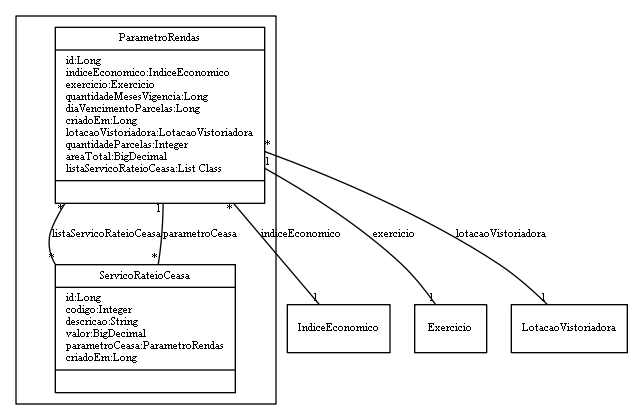 ParametroRendas
id:Long
indiceEconomico:IndiceEconomico
exercicio:Exercicio
quantidadeMesesVigencia:Long
diaVencimentoParcelas:Long
criadoEm:Long
lotacaoVistoriadora:LotacaoVistoriadora
quantidadeParcelas:Integer
areaTotal:BigDecimal
listaServicoRateioCeasa:List Class
*
1
* 1 *
listaServicoRateioCeasa parametroCeasa indiceEconomico exercicio lotacaoVistoriadora
* *
ServicoRateioCeasa
id:Long
codigo:Integer
descricao:String
valor:BigDecimal
parametroCeasa:ParametroRendas
criadoEm:Long
1 1 1
IndiceEconomico Exercicio LotacaoVistoriadora